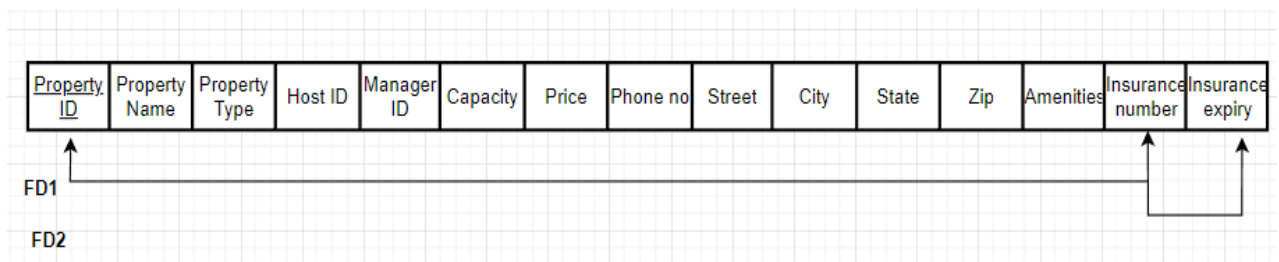 Property ID
Property Name
Property Type
Host ID
Manager ID
Capacity
Price
Phone no
Street
City
State
Zip
Amenities
Insurance number
Insurance expiry
FD1
FD2